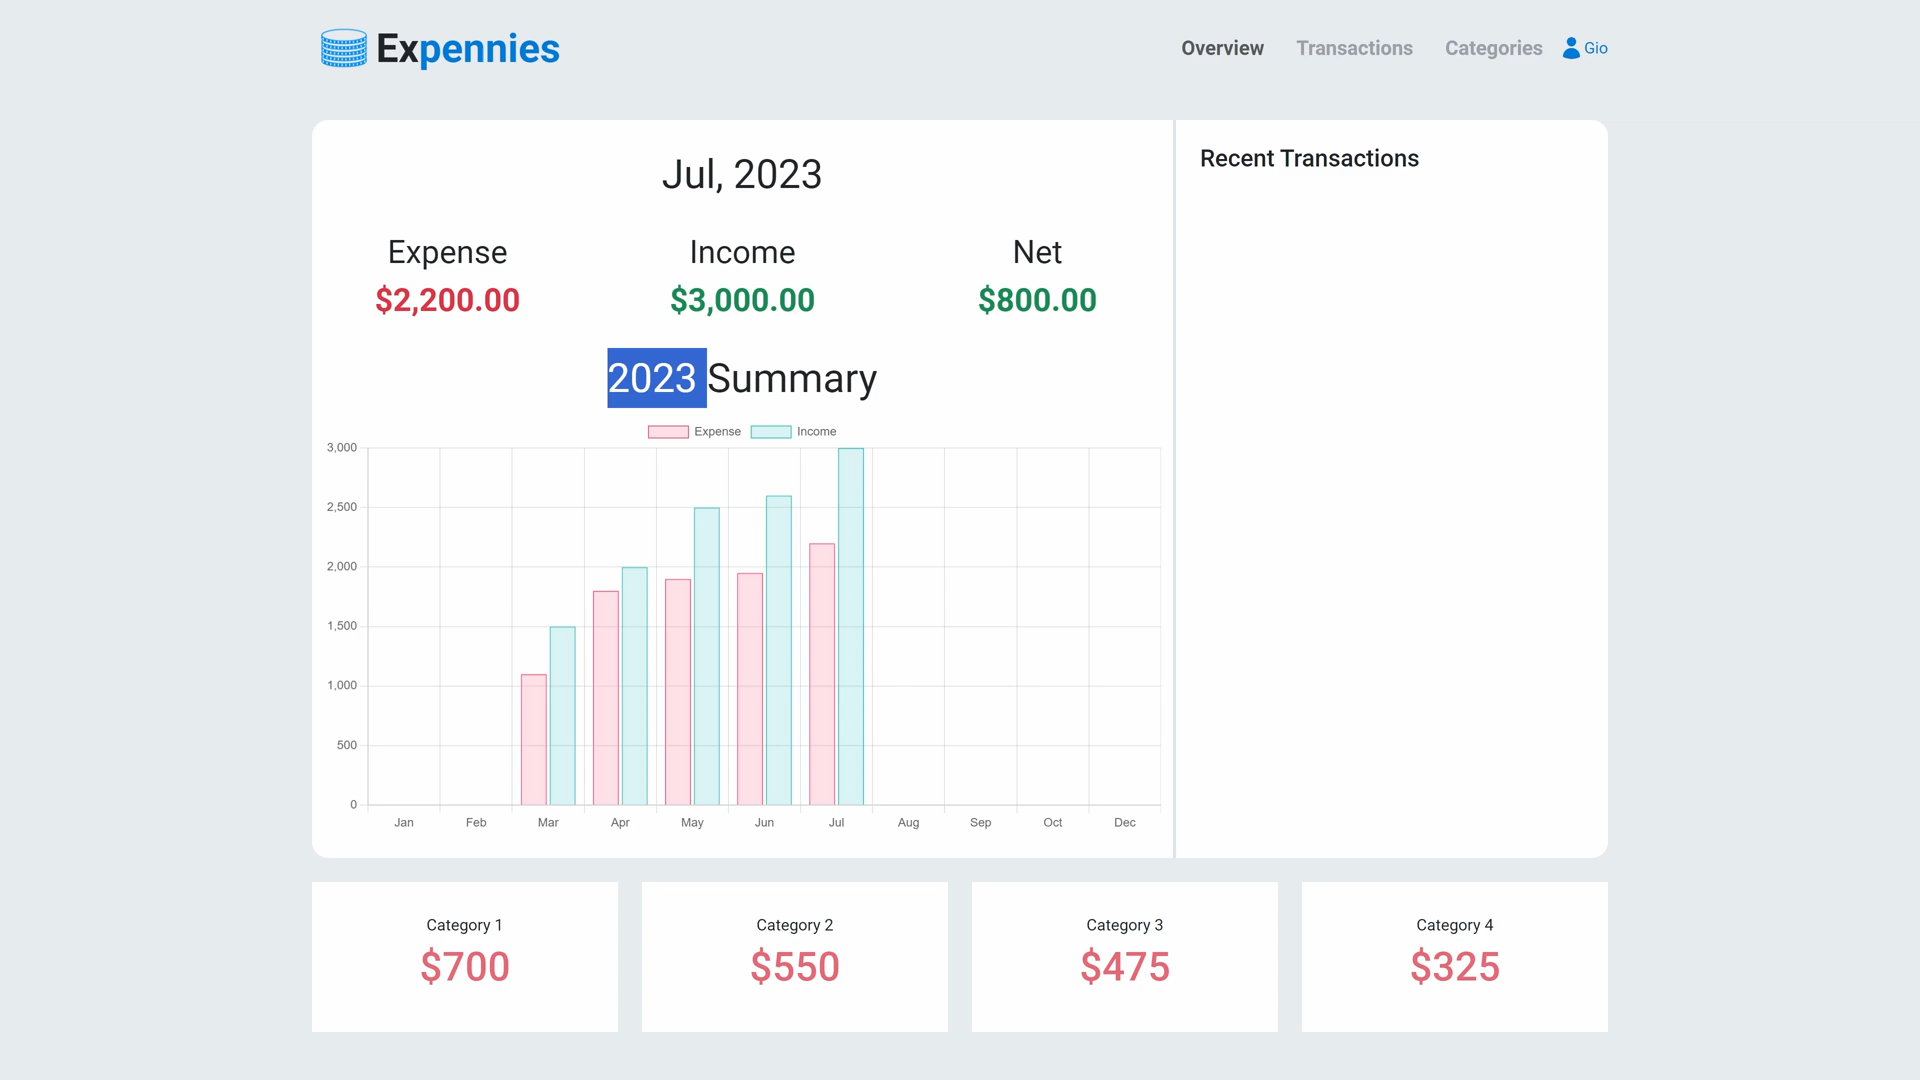 Expennies
Overview Transactions Categories Gio
Jul, 2023
Expense Income Net
$2,200.00 $3,000.00 $800.00
2023 Summary
Expense Income
3,000
2,500
2,000
1,500
1,000
500
0
Jan Feb Mar Apr May Jun Jul Aug Sep Oct Dec
Recent Transactions
Category 1
$700
Category 2
$550
Category 3
$475
Category 4
$325